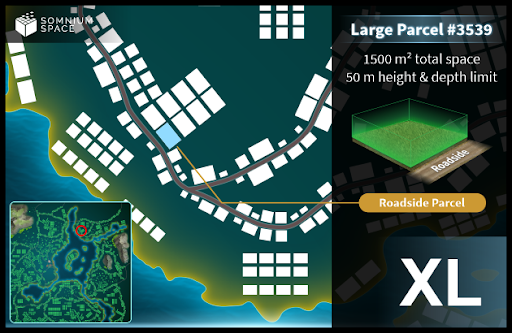 SOMNIUM
SPACE
Large Parcel #3539
1500 m² total space
50 m height & depth limit
Roadside
Roadside Parcel
XL